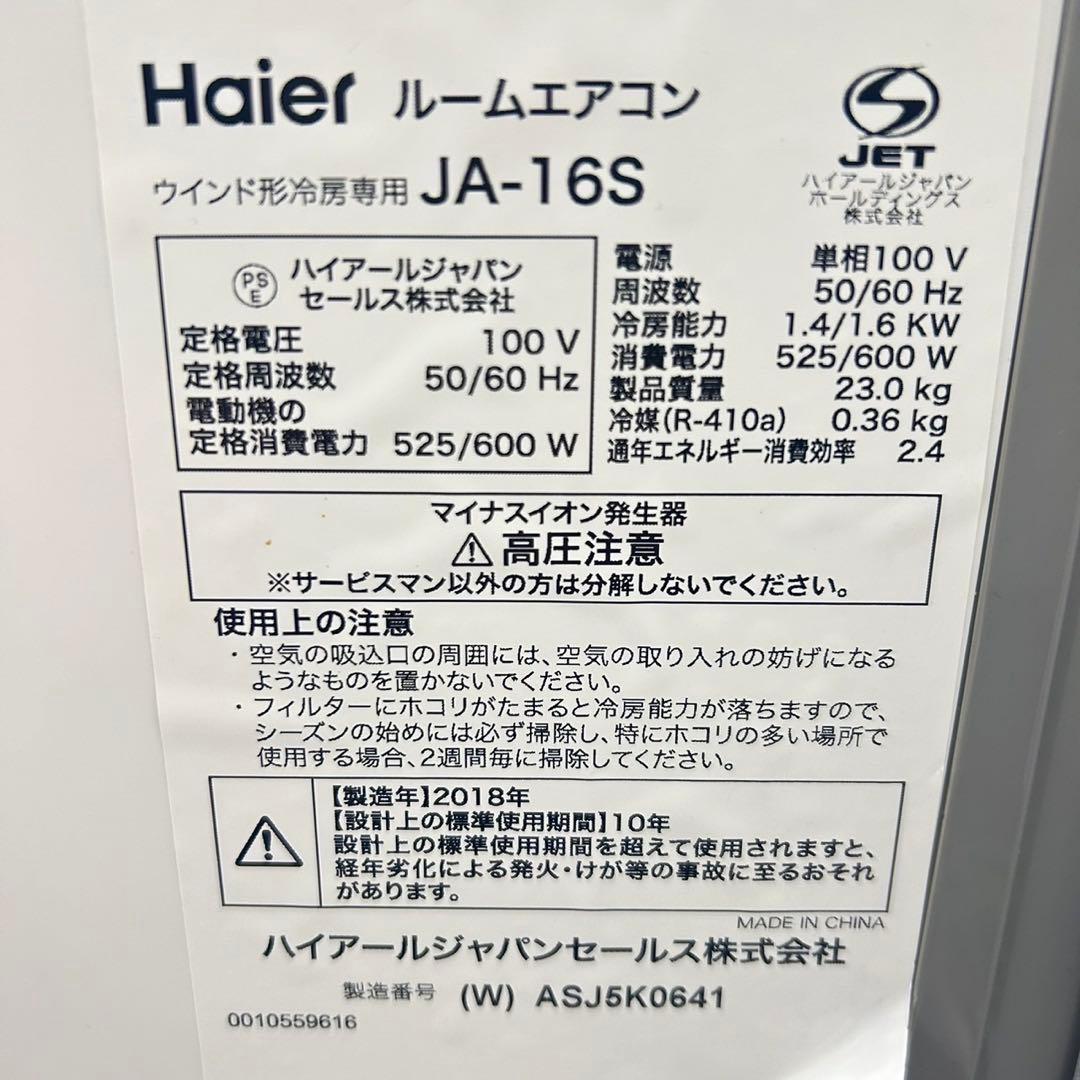 Haier ルームエアコン
ウインド形冷房専用 JA-16S
S
JET
ハイアールジャパン
ホールディングス
株式会社
PS
E
ハイアールジャパン
セールス株式会社
定格電圧 100 V
定格周波数 50/60 Hz
電動機の
定格消費電力 525/600 W
電源 単相100 V
周波数 50/60 Hz
冷房能力 1.4/1.6 KW
消費電力 525/600 W
製品質量 23.0 kg
冷媒(R-410a) 0.36 kg
通年エネルギー消費効率 2.4
マイナスイオン発生器
⚠高圧注意
※サービスマン以外の方は分解しないでください。
使用上の注意
・空気の吸込口の周囲には、空気の取り入れの妨げになる
ようなものを置かないでください。
・フィルターにホコリがたまると冷房能力が落ちますので、
シーズンの始めには必ず掃除し、特にホコリの多い場所で
使用する場合、2週間毎に掃除してください。
【製造年】2018年
【設計上の標準使用期間】10年
設計上の標準使用期間を超えて使用されますと、
経年劣化による発火・けが等の事故に至るおそれ
があります。
MADE IN CHINA
ハイアールジャパンセールス株式会社
製造番号 (W) ASJ5K0641
0010559616